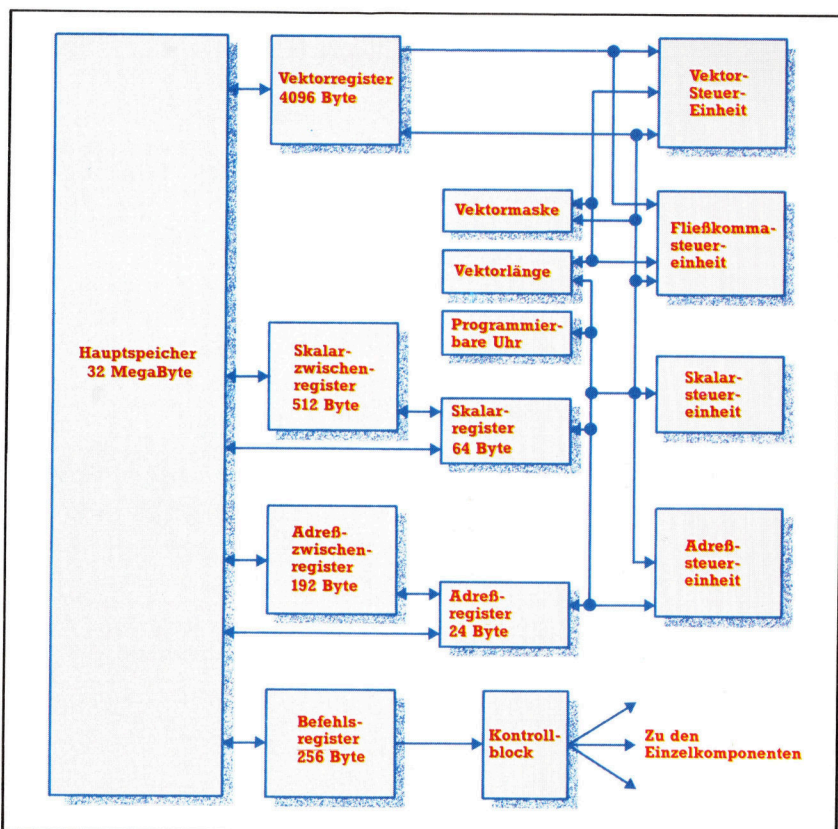 Hauptspeicher
32 MegaByte
Vektorregister
4096 Byte
Vektor-
Steuer-
Einheit
Vektormaske
Fließkomma-
steuer-
einheit
Vektorlänge
Programmier-
bare Uhr
Skalar-
zwischen-
register
512 Byte
Skalar-
register
64 Byte
Skalar-
steuer-
einheit
Adreß-
zwischen-
register
192 Byte
Adreß-
register
24 Byte
Adreß-
steuer-
einheit
Befehls-
register
256 Byte
Kontroll-
block
Zu den
Einzelkomponenten